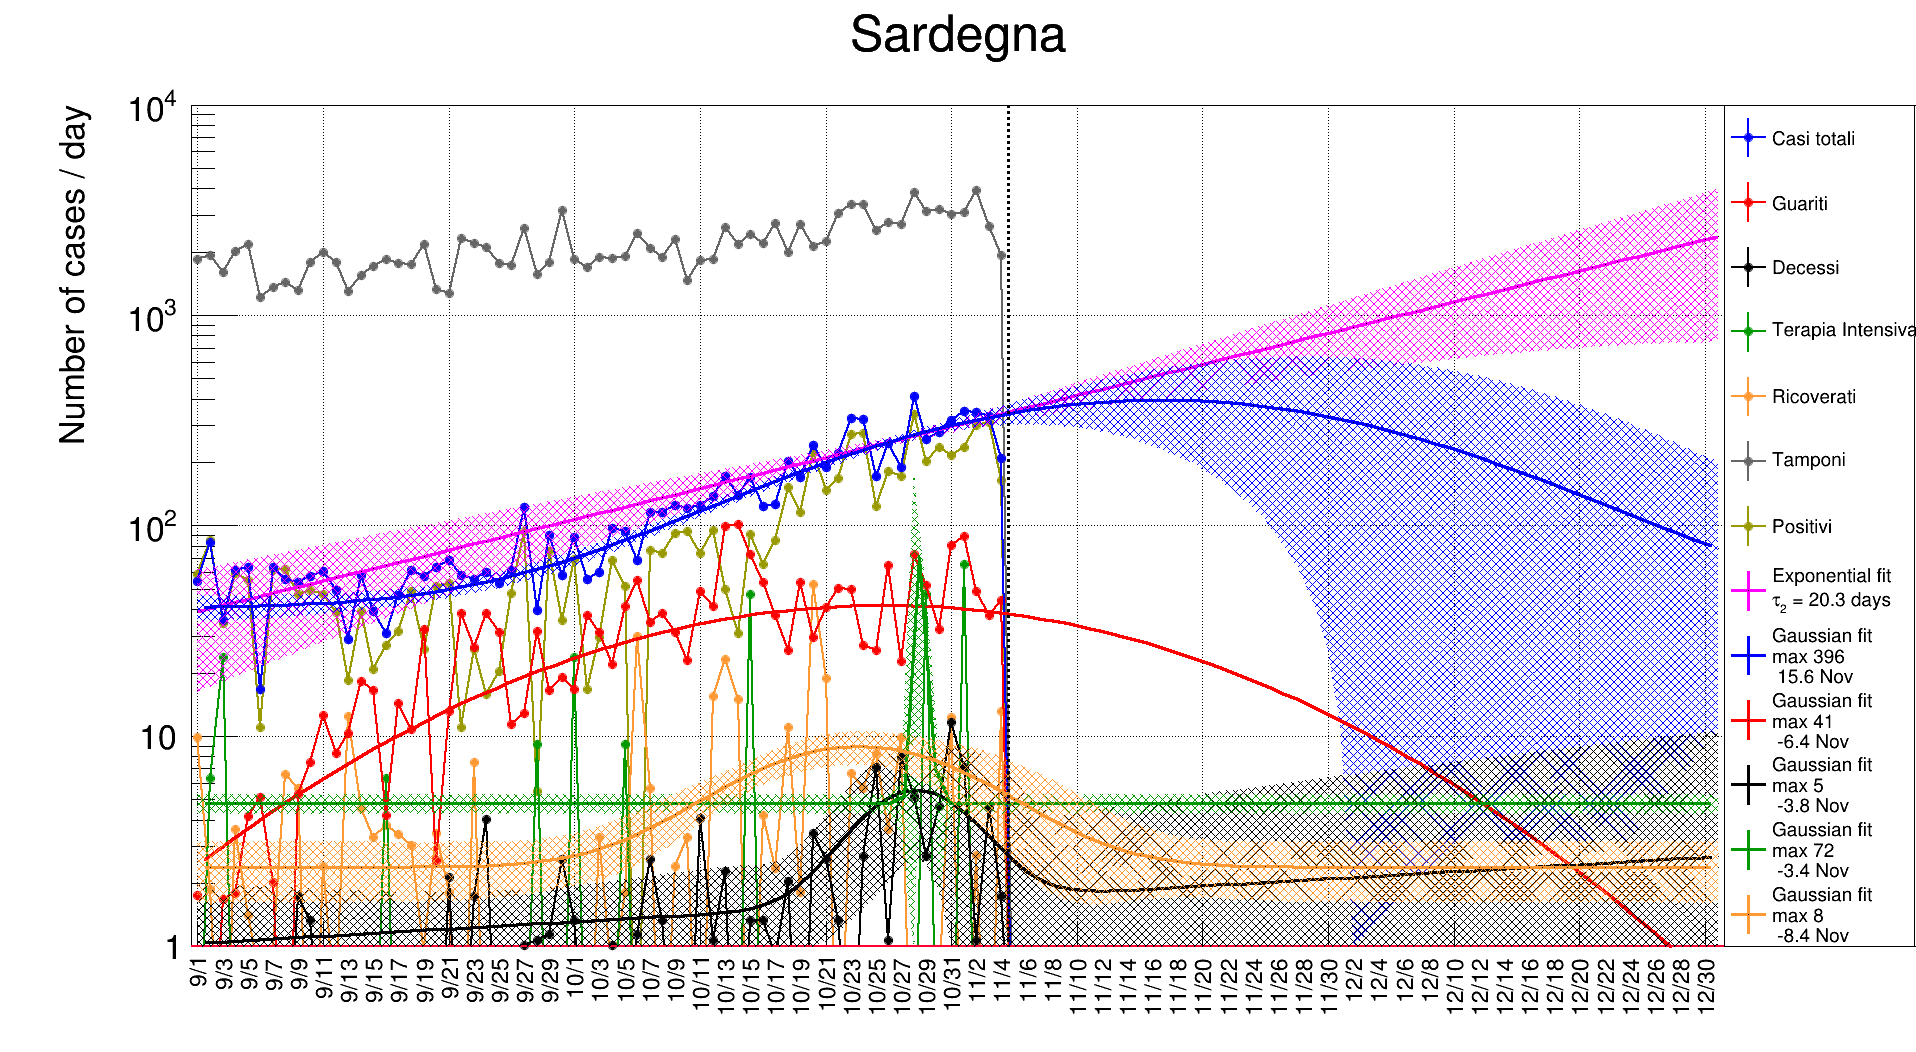 Sardegna
Number of cases / day
10^4
10^3
10^2
10
1
9/1 9/3 9/5 9/7 9/9 9/11 9/13 9/15 9/17 9/19 9/21 9/23 9/25 9/27 9/29 10/1 10/3 10/5 10/7 10/9 10/11 10/13 10/15 10/17 10/19 10/21 10/23 10/25 10/27 10/29 10/31 11/2 11/4 11/6 11/8 11/10 11/12 11/14 11/16 11/18 11/20 11/22 11/24 11/26 11/28 11/30 12/2 12/4 12/6 12/8 12/10 12/12 12/14 12/16 12/18 12/20 12/22 12/24 12/26 12/28 12/30
Casi totali
Guariti
Decessi
Terapia Intensiva
Ricoverati
Tamponi
Positivi
Exponential fit
τ2 = 20.3 days
Gaussian fit
max 396
15.6 Nov
Gaussian fit
max 41
-6.4 Nov
Gaussian fit
max 5
-3.8 Nov
Gaussian fit
max 72
-3.4 Nov
Gaussian fit
max 8
-8.4 Nov